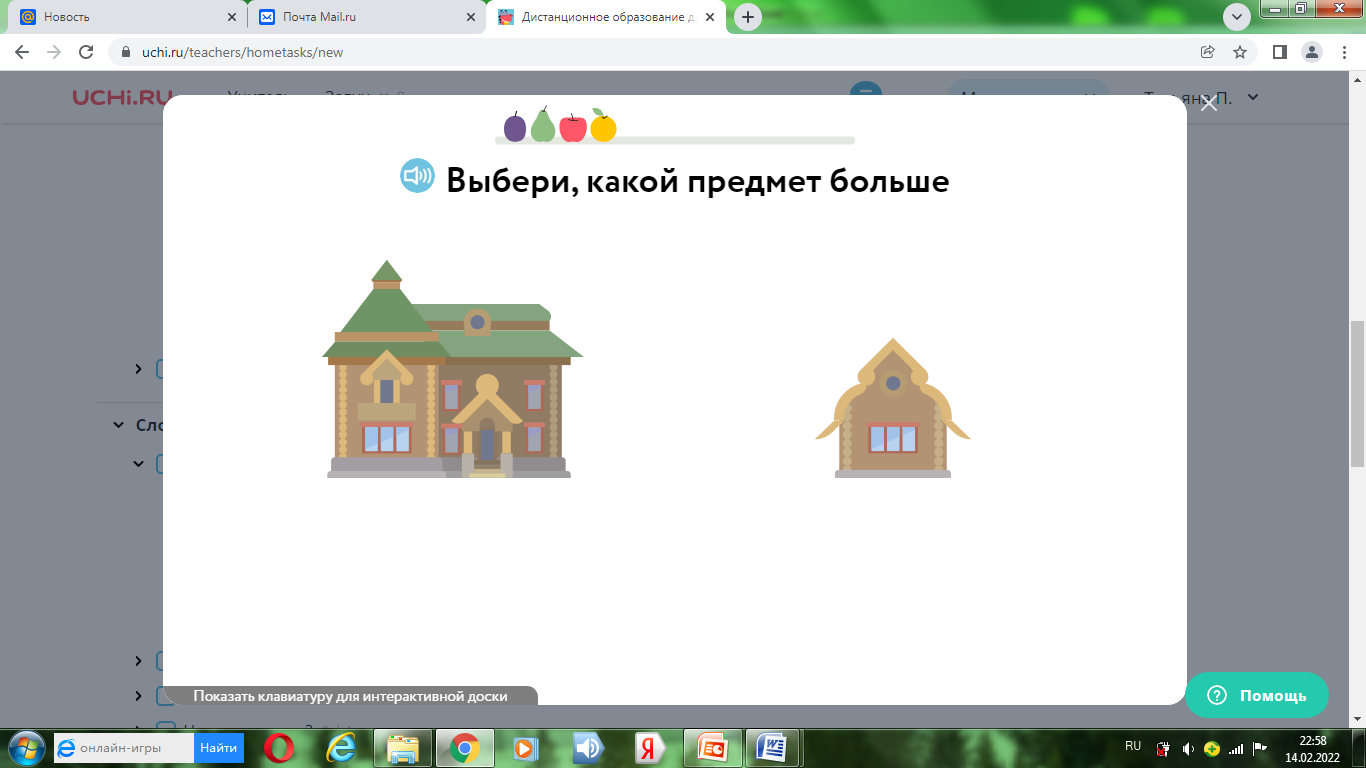 Новость
Почта Mail.ru
Дистанционное образование д
uchi.ru/teachers/hometasks/new
UCHi.RU
Выбери, какой предмет больше
Сло
Показать клавиатуру для интерактивной доски
Помощь
онлайн-игры
Найти
RU
22:58
14.02.2022